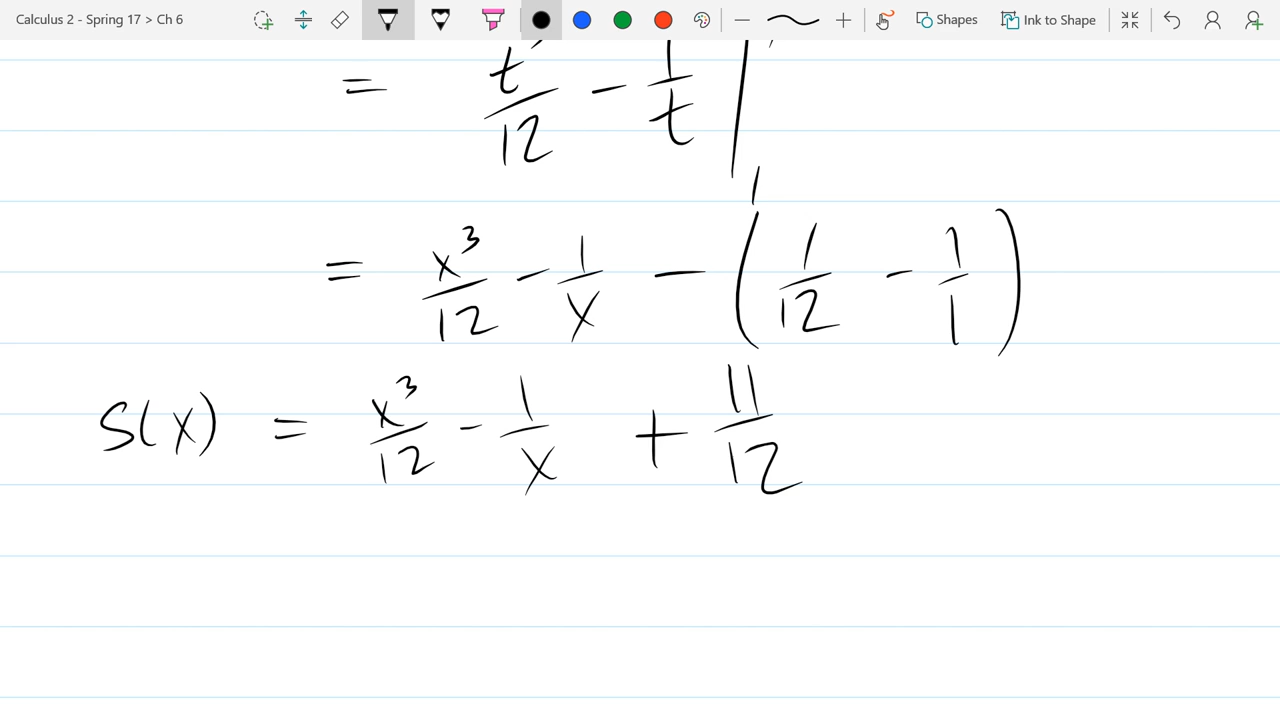 Calculus 2 - Spring 17 > Ch 6 Shapes Ink to Shape
= t/12 - 1/t | 1
= x³/12 - 1/x - (1/12 - 1/1)
S(x) = x³/12 - 1/x + 11/12